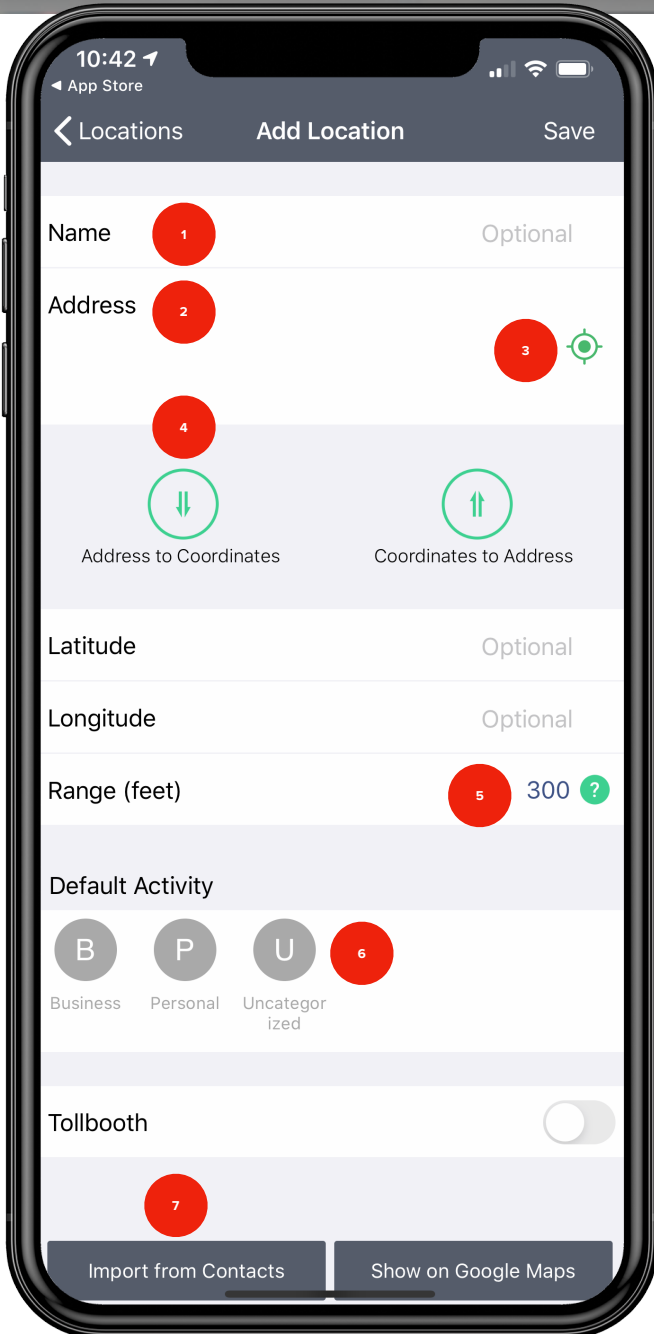 10:42
◀ App Store
Locations Add Location Save
Name 1 Optional
Address 2
3
4
Address to Coordinates Coordinates to Address
Latitude Optional
Longitude Optional
Range (feet) 5 300 ?
Default Activity
B P U 6
Business Personal Uncategor
ized
Tollbooth
7
Import from Contacts Show on Google Maps